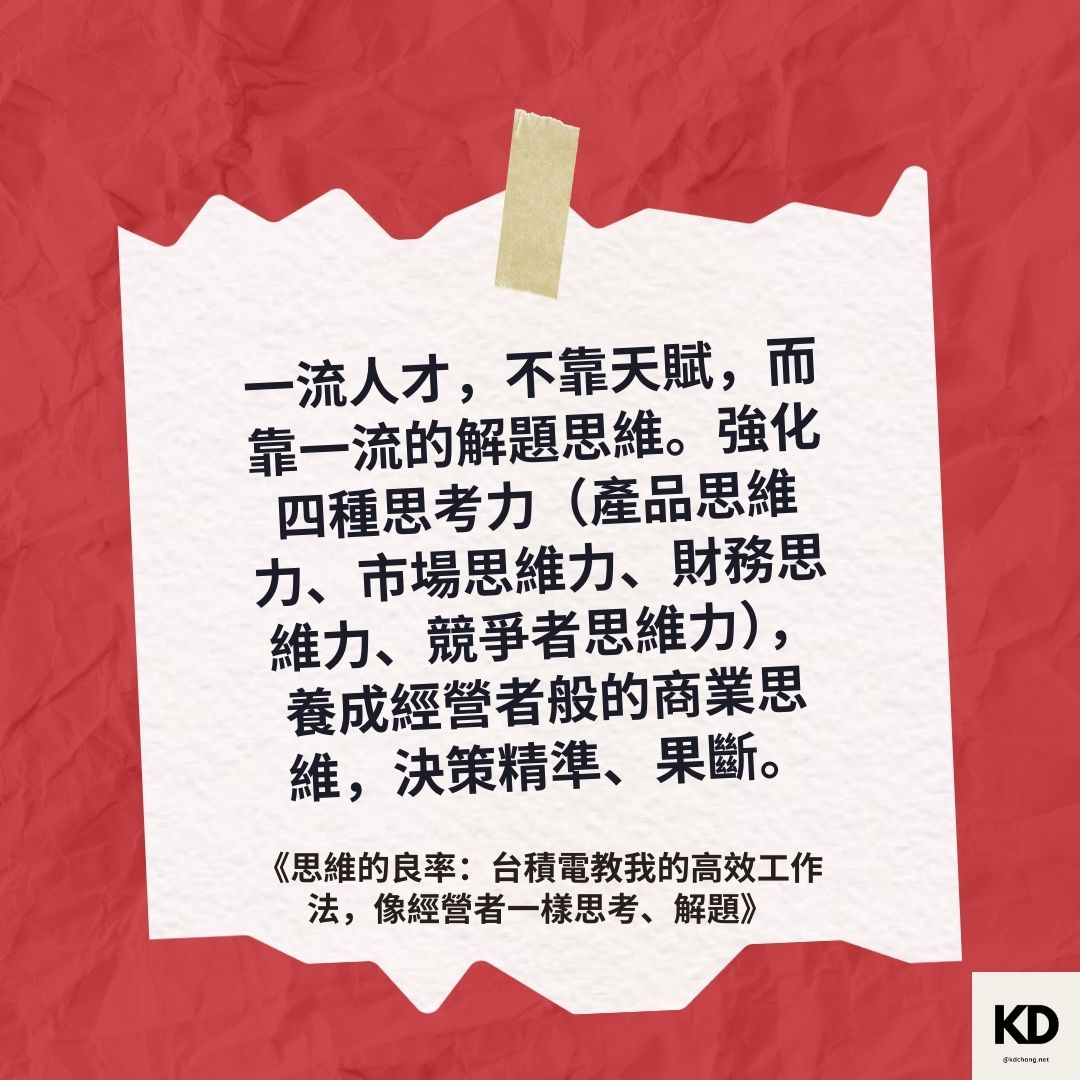 一流人才，不靠天賦，而
靠一流的解題思維。強化
四種思考力（產品思維
力、市場思維力、財務思
維力、競爭者思維力），
養成經營者般的商業思
維，決策精準、果斷。
《思維的良率：台積電教我的高效工作
法，像經營者一樣思考、解題》
KD
@kdchong.net